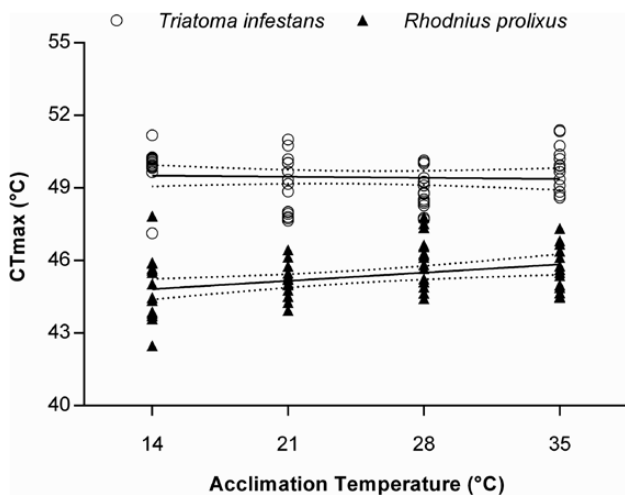 Triatoma infestans Rhodnius prolixus
55
52
49
46
43
40
CTmax (°C)
14 21 28 35
Acclimation Temperature (°C)